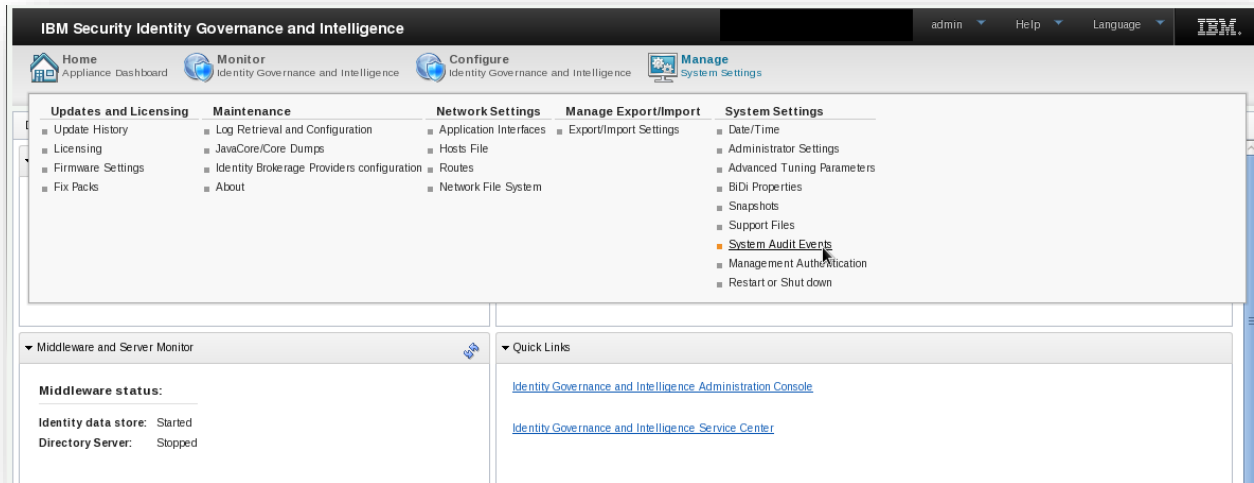 IBM Security Identity Governance and Intelligence
admin Help Language IBM.
Home
Appliance Dashboard
Monitor
Identity Governance and Intelligence
Configure
Identity Governance and Intelligence
Manage
System Settings
Updates and Licensing
Update History
Licensing
Firmware Settings
Fix Packs
Maintenance
Log Retrieval and Configuration
JavaCore/Core Dumps
Identity Brokerage Providers configuration
About
Network Settings
Application Interfaces
Hosts File
Routes
Network File System
Manage Export/Import
Export/Import Settings
System Settings
Date/Time
Administrator Settings
Advanced Tuning Parameters
BiDi Properties
Snapshots
Support Files
System Audit Events
Management Authentication
Restart or Shut down
Middleware and Server Monitor
Middleware status:
Identity data store: Started
Directory Server: Stopped
Quick Links
Identity Governance and Intelligence Administration Console
Identity Governance and Intelligence Service Center